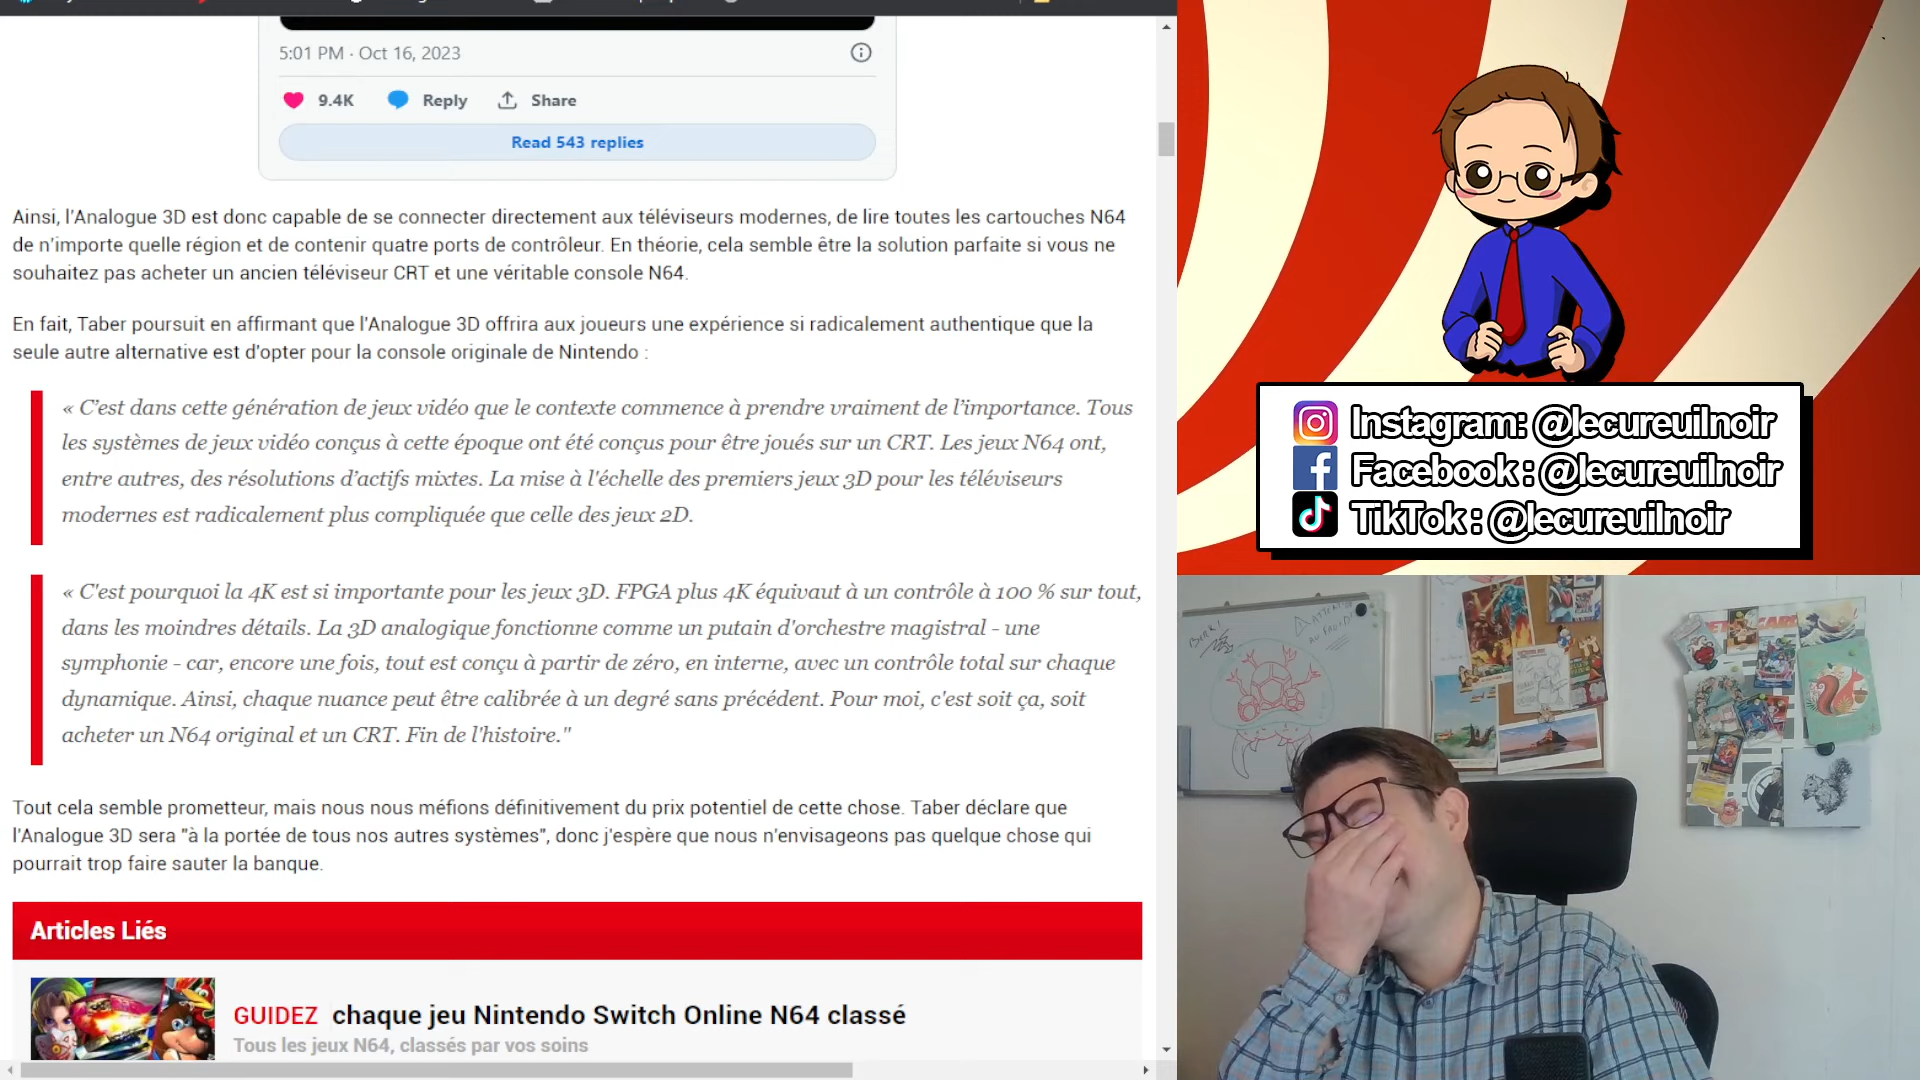 5:01 PM · Oct 16, 2023
9.4K Reply Share
Read 543 replies
Ainsi, l'Analogue 3D est donc capable de se connecter directement aux téléviseurs modernes, de lire toutes les cartouches N64
de n'importe quelle région et de contenir quatre ports de contrôleur. En théorie, cela semble être la solution parfaite si vous ne
souhaitez pas acheter un ancien téléviseur CRT et une véritable console N64.
En fait, Taber poursuit en affirmant que l'Analogue 3D offrira aux joueurs une expérience si radicalement authentique que la
seule autre alternative est d'opter pour la console originale de Nintendo :
« C'est dans cette génération de jeux vidéo que le contexte commence à prendre vraiment de l'importance. Tous
les systèmes de jeux vidéo conçus à cette époque ont été conçus pour être joués sur un CRT. Les jeux N64 ont,
entre autres, des résolutions d'actifs mixtes. La mise à l'échelle des premiers jeux 3D pour les téléviseurs
modernes est radicalement plus compliquée que celle des jeux 2D.
« C'est pourquoi la 4K est si importante pour les jeux 3D. FPGA plus 4K équivaut à un contrôle à 100 % sur tout,
dans les moindres détails. La 3D analogique fonctionne comme un putain d'orchestre magistral - une
symphonie - car, encore une fois, tout est conçu à partir de zéro, en interne, avec un contrôle total sur chaque
dynamique. Ainsi, chaque nuance peut être calibrée à un degré sans précédent. Pour moi, c'est soit ça, soit
acheter un N64 original et un CRT. Fin de l'histoire."
Tout cela semble prometteur, mais nous nous méfions définitivement du prix potentiel de cette chose. Taber déclare que
l'Analogue 3D sera "à la portée de tous nos autres systèmes", donc j'espère que nous n'envisageons pas quelque chose qui
pourrait trop faire sauter la banque.
Articles Liés
GUIDEZ chaque jeu Nintendo Switch Online N64 classé
Tous les jeux N64, classés par vos soins
Instagram: @lecureuilnoir
Facebook : @lecureuilnoir
TikTok : @lecureuilnoir